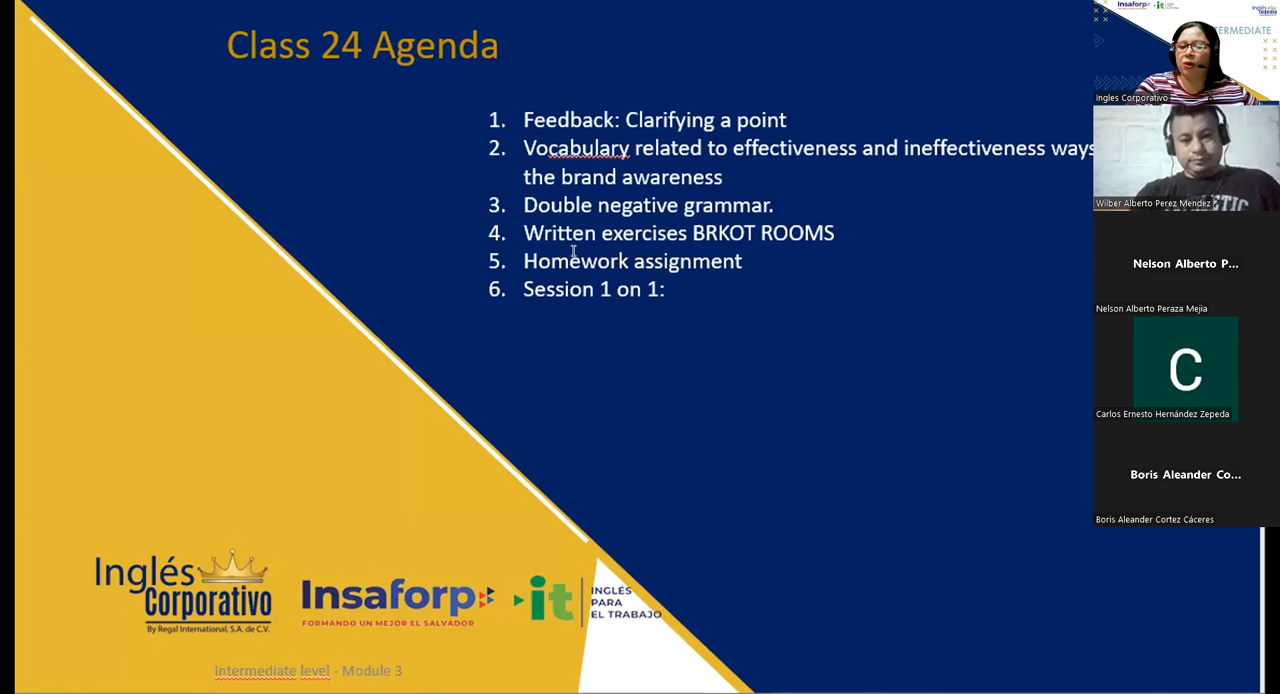 Class 24 Agenda
1. Feedback: Clarifying a point
2. Vocabulary related to effectiveness and ineffectiveness ways
the brand awareness
3. Double negative grammar.
4. Written exercises BRKOT ROOMS
5. Homework assignment
6. Session 1 on 1:
Inglés
Corporativo
By Regal International, S.A. de C.V.
Insaforp
FORMANDO UN MEJOR EL SALVADOR
it
INGLÉS
PARA
EL TRABAJO
Intermediate level - Module 3
Insaforp
it
ERMEDIATE
Ingles Corporativo
Wilber Alberto Perez Mendez
Nelson Alberto P...
Nelson Alberto Peraza Mejia
C
Carlos Ernesto Hernández Zepeda
Boris Aleander Co...
Boris Aleander Cortez Cáceres